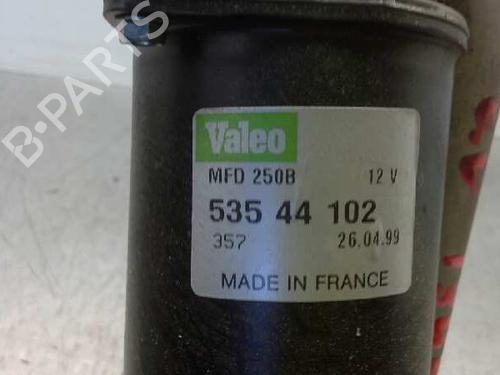 B-PARTS
Valeo
MFD 250B 12 V
535 44 102
357 26.04.99
MADE IN FRANCE